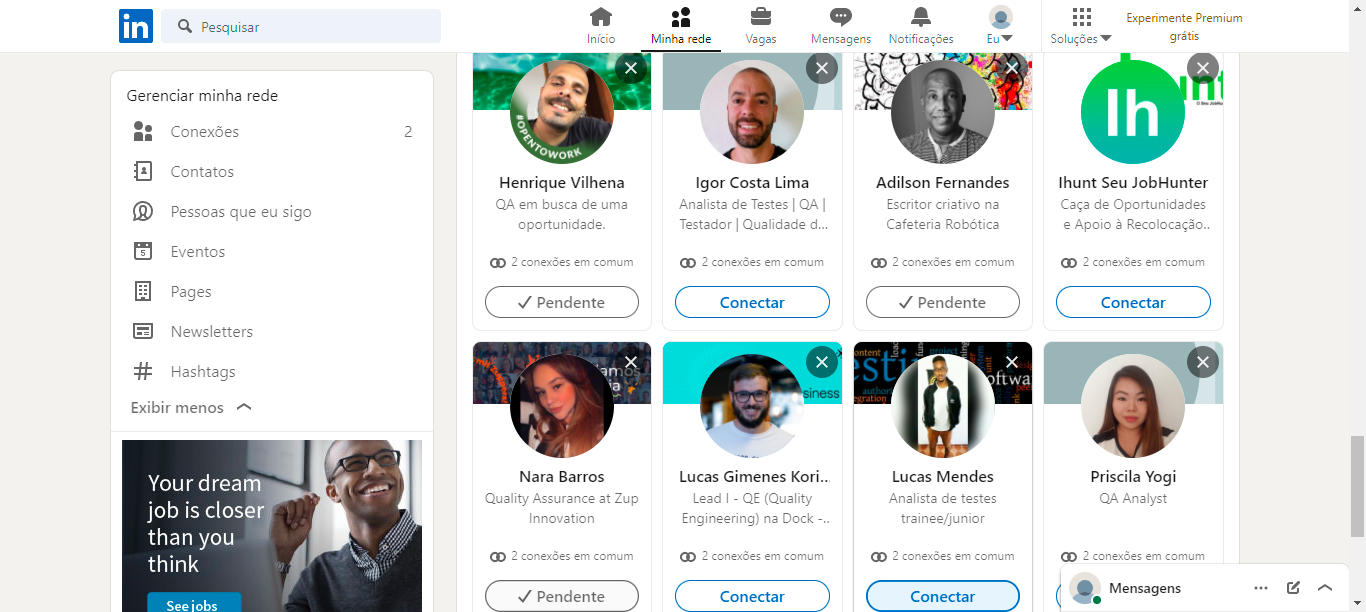 in
Pesquisar
Início
Minha rede
Vagas
Mensagens
Notificações
Eu
Soluções
Experimente Premium
grátis
Gerenciar minha rede
Conexões 2
Contatos
Pessoas que eu sigo
5
Eventos
Pages
Newsletters
Hashtags
Exibir menos
Your dream
job is closer
than you
think
See jobs
#OPENTOWORK
Henrique Vilhena
QA em busca de uma
oportunidade.
2 conexões em comum
Pendente
Igor Costa Lima
Analista de Testes | QA |
Testador | Qualidade d...
2 conexões em comum
Conectar
Adilson Fernandes
Escritor criativo na
Cafeteria Robótica
2 conexões em comum
Pendente
Ih
Ihunt Seu JobHunter
Caça de Oportunidades
e Apoio à Recolocação..
2 conexões em comum
Conectar
Nara Barros
Quality Assurance at Zup
Innovation
2 conexões em comum
Pendente
siness
Lucas Gimenes Kori...
Lead I - QE (Quality
Engineering) na Dock -..
2 conexões em comum
Conectar
Lucas Mendes
Analista de testes
trainee/junior
2 conexões em comum
Conectar
Priscila Yogi
QA Analyst
2 conexões em comum
Mensagens